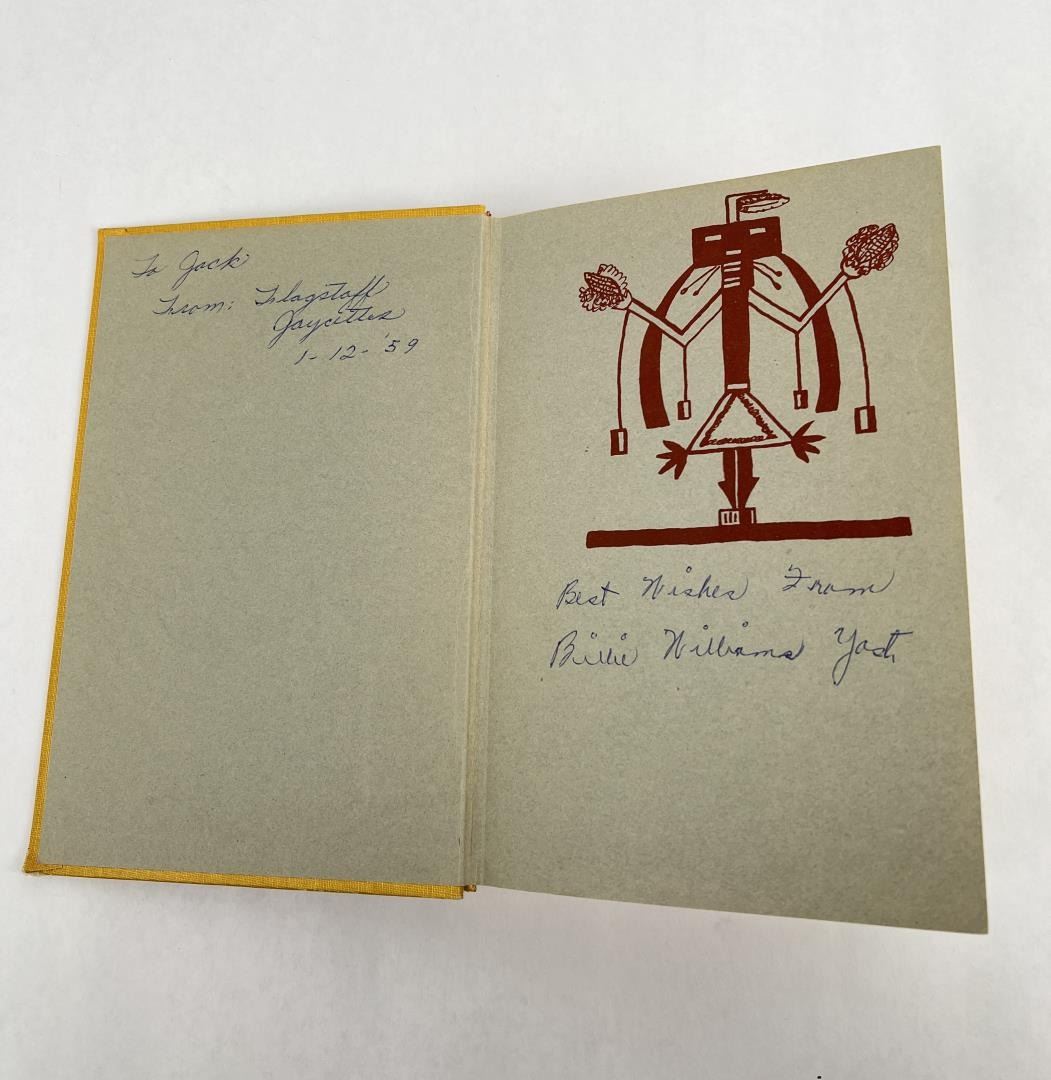 To Jack
From: Flagstaff
Jaycettes
1-12-'59
Best Wishes From
Billie Williams Yost